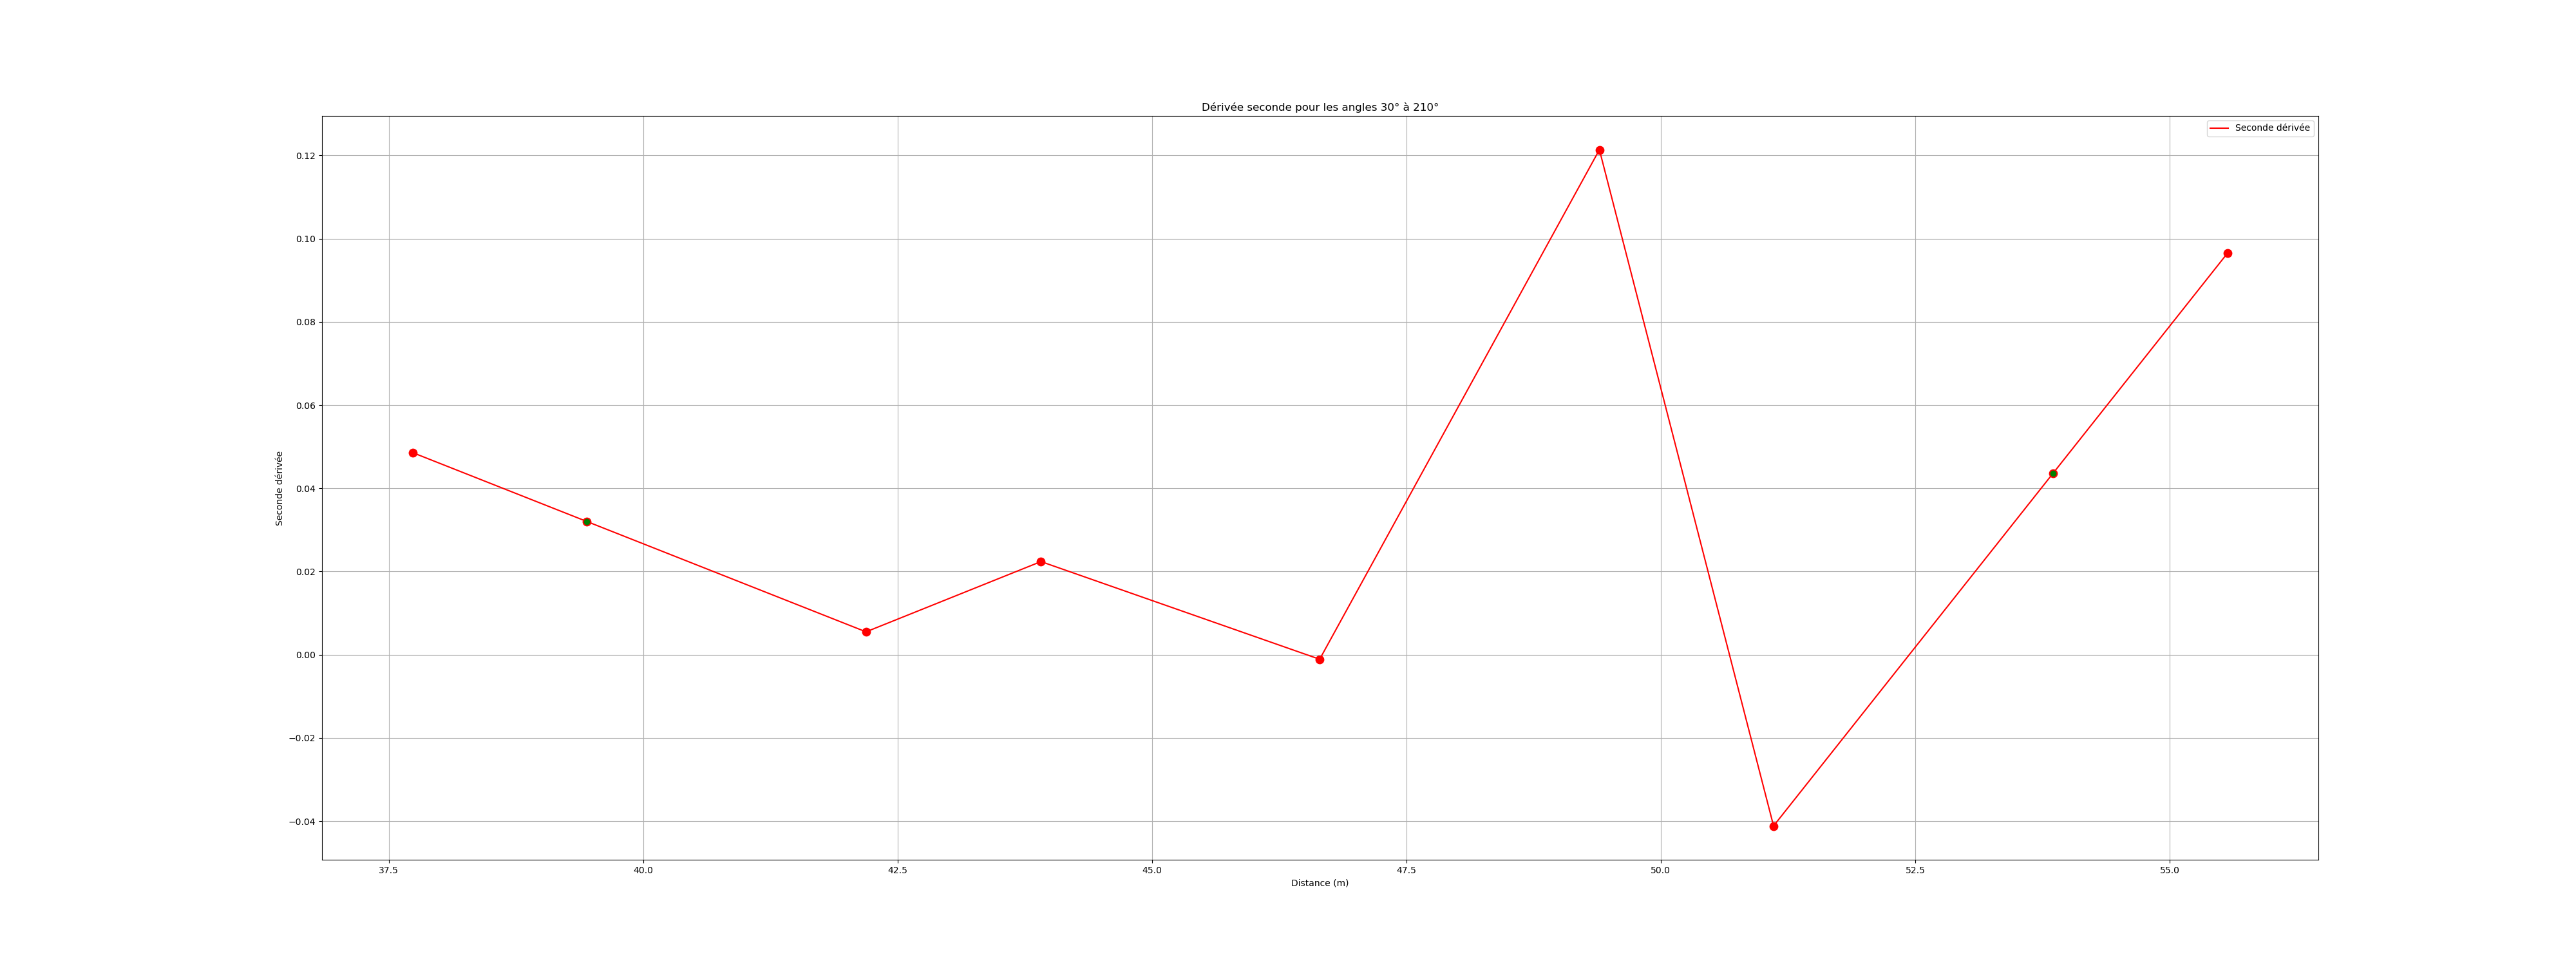 Dérivée seconde pour les angles 30° à 210°
Seconde dérivée
0.12
0.10
0.08
0.06
0.04
0.02
0.00
−0.02
−0.04
Seconde dérivée
37.5 40.0 42.5 45.0 47.5 50.0 52.5 55.0
Distance (m)